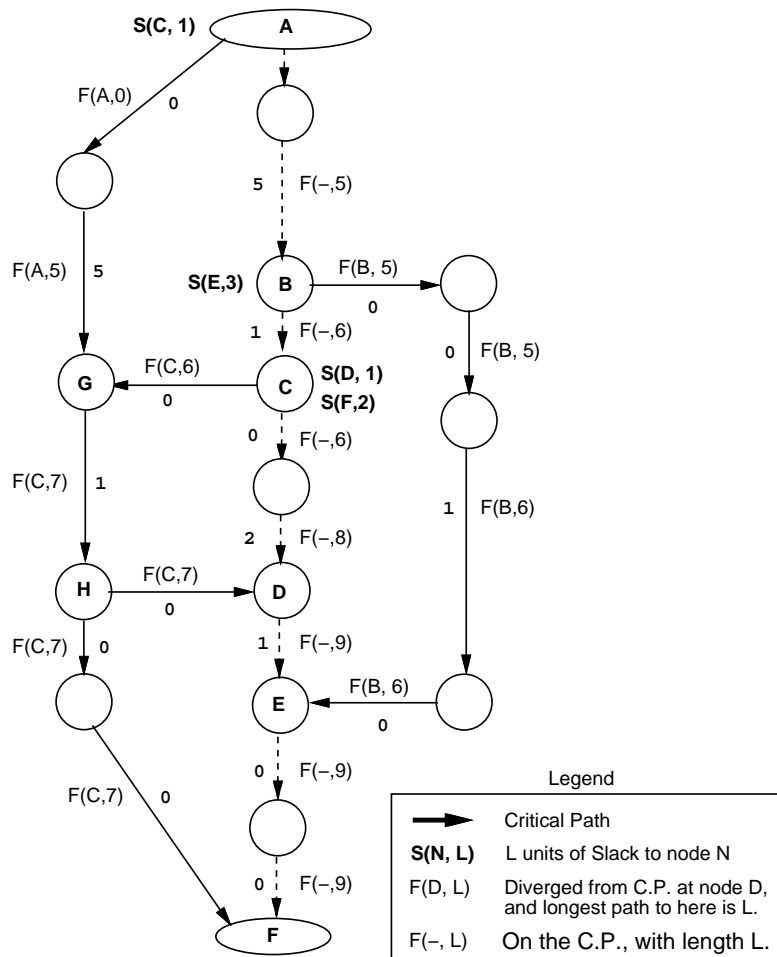 S(C, 1) A
F(A,0) 0
5 F(−,5)
F(A,5) 5
S(E,3) B F(B, 5)
0
1 F(−,6)
0 F(B, 5)
G F(C,6) C S(D, 1)
0 S(F,2)
0 F(−,6)
F(C,7) 1
1 F(B,6)
2 F(−,8)
H F(C,7) D
0
F(C,7) 0
1 F(−,9)
E F(B, 6)
0
0 F(−,9)
F(C,7) 0
0 F(−,9)
F
Legend
Critical Path
S(N, L) L units of Slack to node N
F(D, L) Diverged from C.P. at node D,
and longest path to here is L.
F(−, L) On the C.P., with length L.